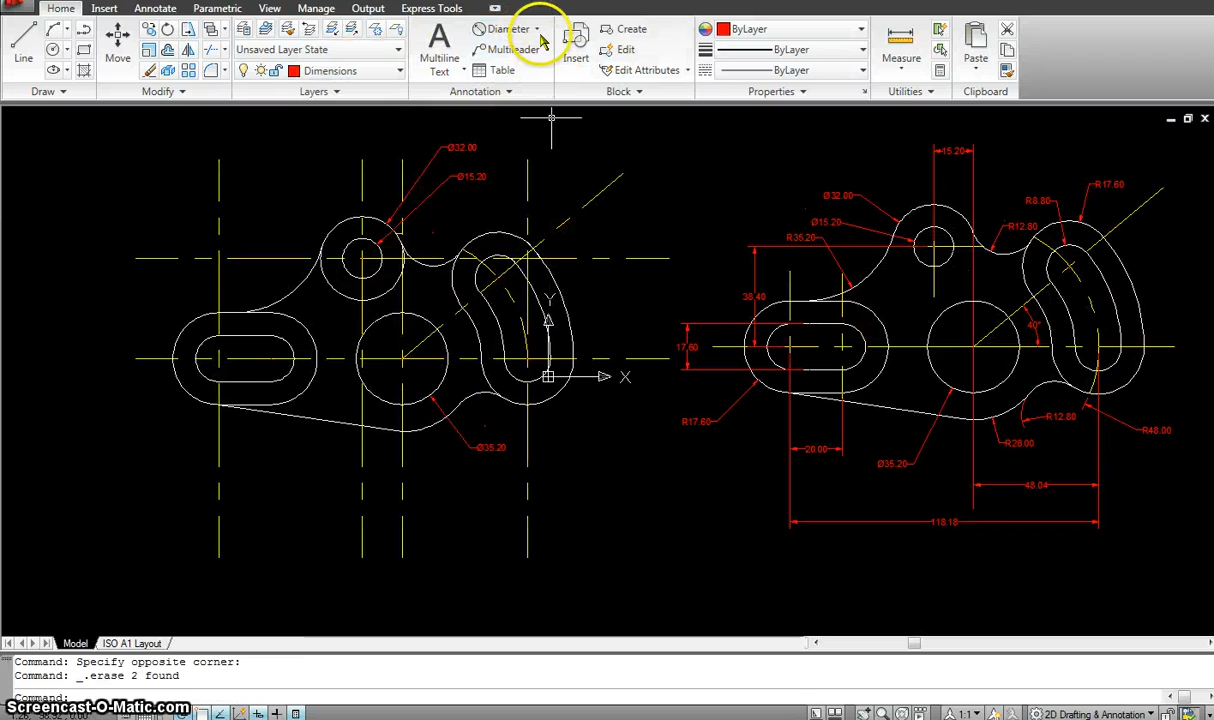 Home Insert Annotate Parametric View Manage Output Express Tools
Line
Move
Unsaved Layer State
Dimensions
A
Multiline
Text
Diameter
Multileader
Table
Insert
Create
Edit
Edit Attributes
ByLayer
ByLayer
ByLayer
Measure
Paste
Draw Modify Layers Annotation Block Properties Utilities Clipboard
Ø32.00
Ø15.20
Ø35.20
Y
X
15.20
R17.60
R8.80
Ø32.00
Ø15.20
R35.20
R12.80
38.40
17.60
40°
R17.60
R12.80
R48.00
R28.00
20.00
Ø35.20
48.04
118.18
Model ISO A1 Layout
Command: Specify opposite corner:
Command: _.erase 2 found
Command:
Screencast-O-Matic.com
1:1
2D Drafting & Annotation